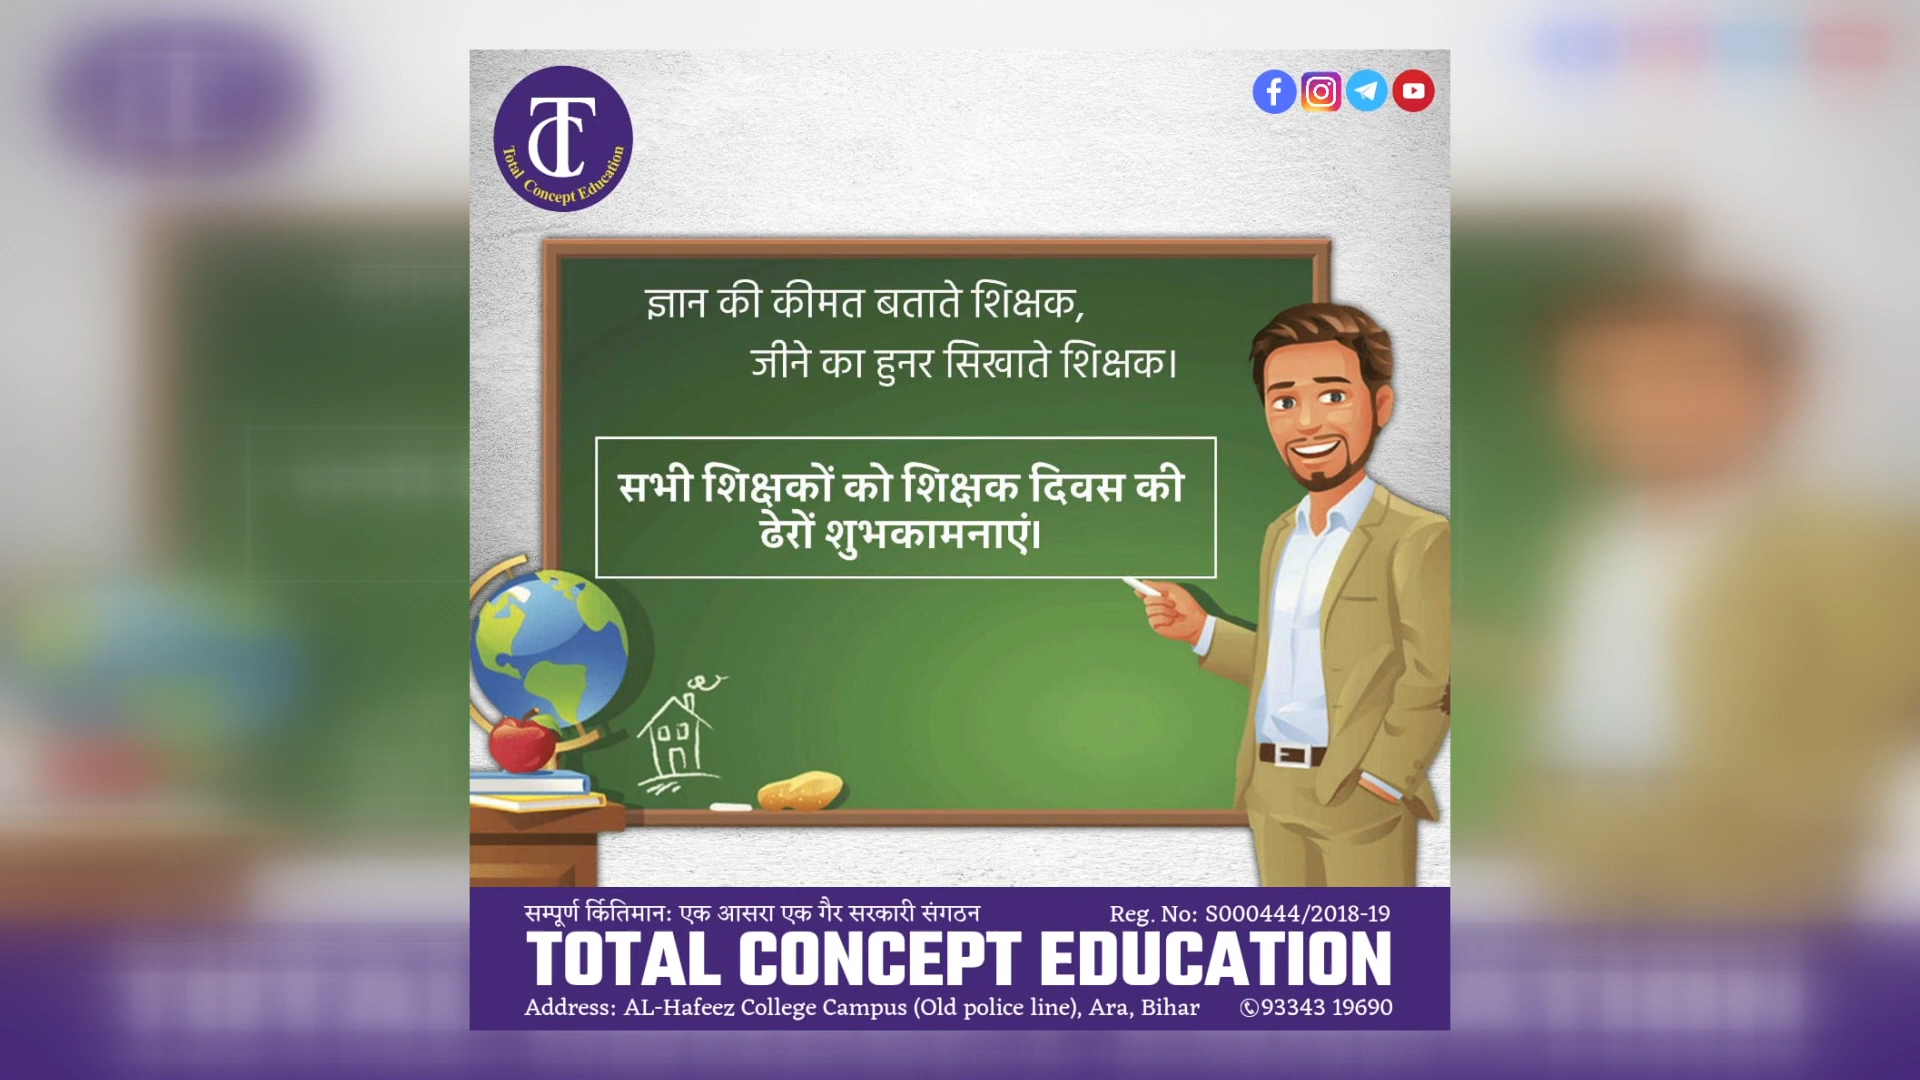 TC
Total Concept Education
ज्ञान की कीमत बताते शिक्षक,
जीने का हुनर सिखाते शिक्षक।
सभी शिक्षकों को शिक्षक दिवस की
ढेरों शुभकामनाएं।
सम्पूर्ण र्कितिमान: एक आसरा एक गैर सरकारी संगठन
Reg. No: S000444/2018-19
TOTAL CONCEPT EDUCATION
Address: AL-Hafeez College Campus (Old police line), Ara, Bihar
93343 19690